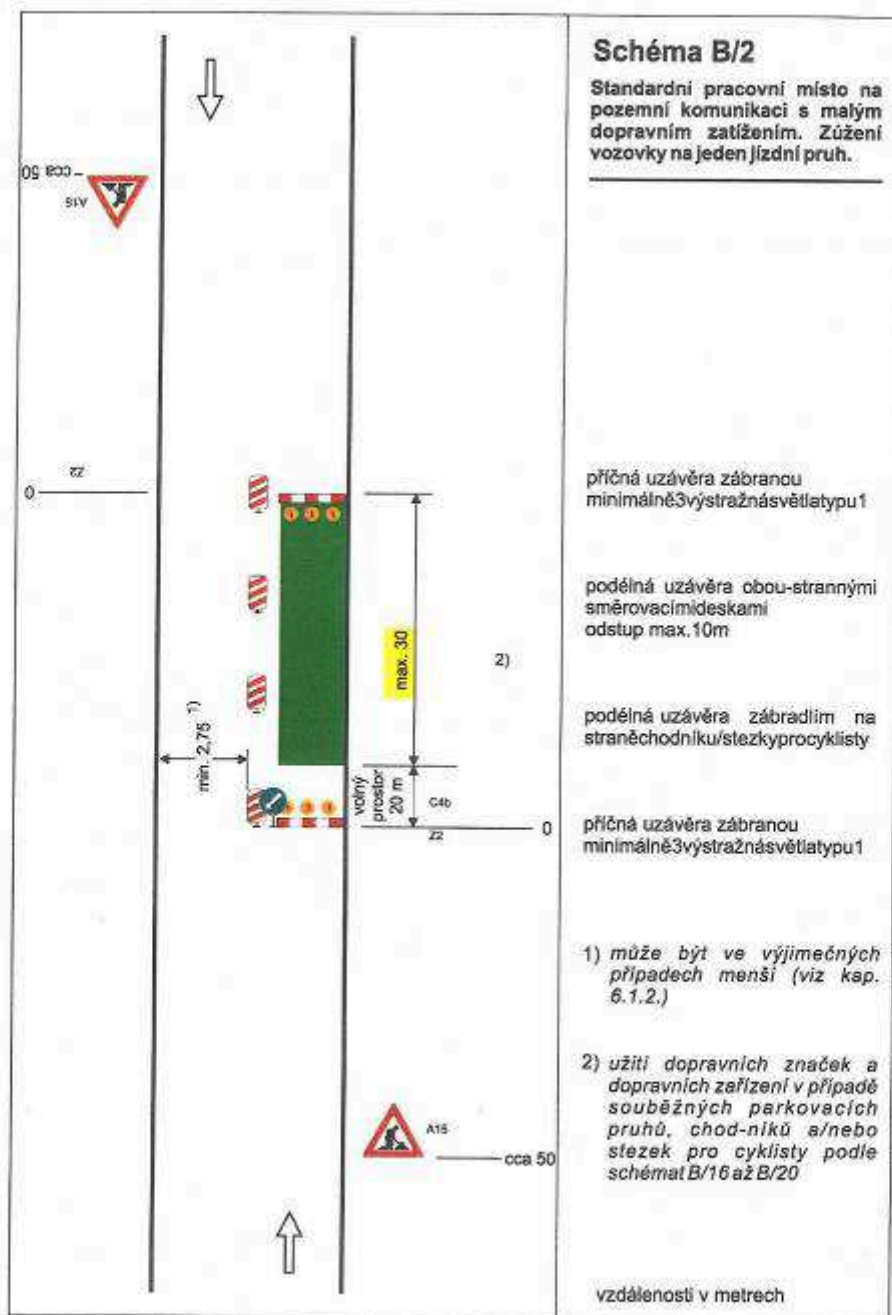 Schéma B/2
Standardní pracovní místo na
pozemní komunikaci s malým
dopravním zatížením. Zúžení
vozovky na jeden jízdní pruh.
cca 50
A15
Z2
0
příčná uzávěra zábranou
minimálně3výstražnásvětlatypu1
podélná uzávěra obou-strannými
směrovacímideskami
odstup max.10m
max. 30
2)
podélná uzávěra zábradlím na
straněchodníku/stezkyprocyklisty
min. 2,75 1)
volný
prostor
20 m
C4b
Z2
0
příčná uzávěra zábranou
minimálně3výstražnásvětlatypu1
1) může být ve výjimečných
případech menší (viz kap.
6.1.2.)
2) užití dopravních značek a
dopravních zařízení v případě
souběžných parkovacích
pruhů, chod-níků a/nebo
stezek pro cyklisty podle
schémat B/16 až B/20
A15
cca 50
vzdálenosti v metrech